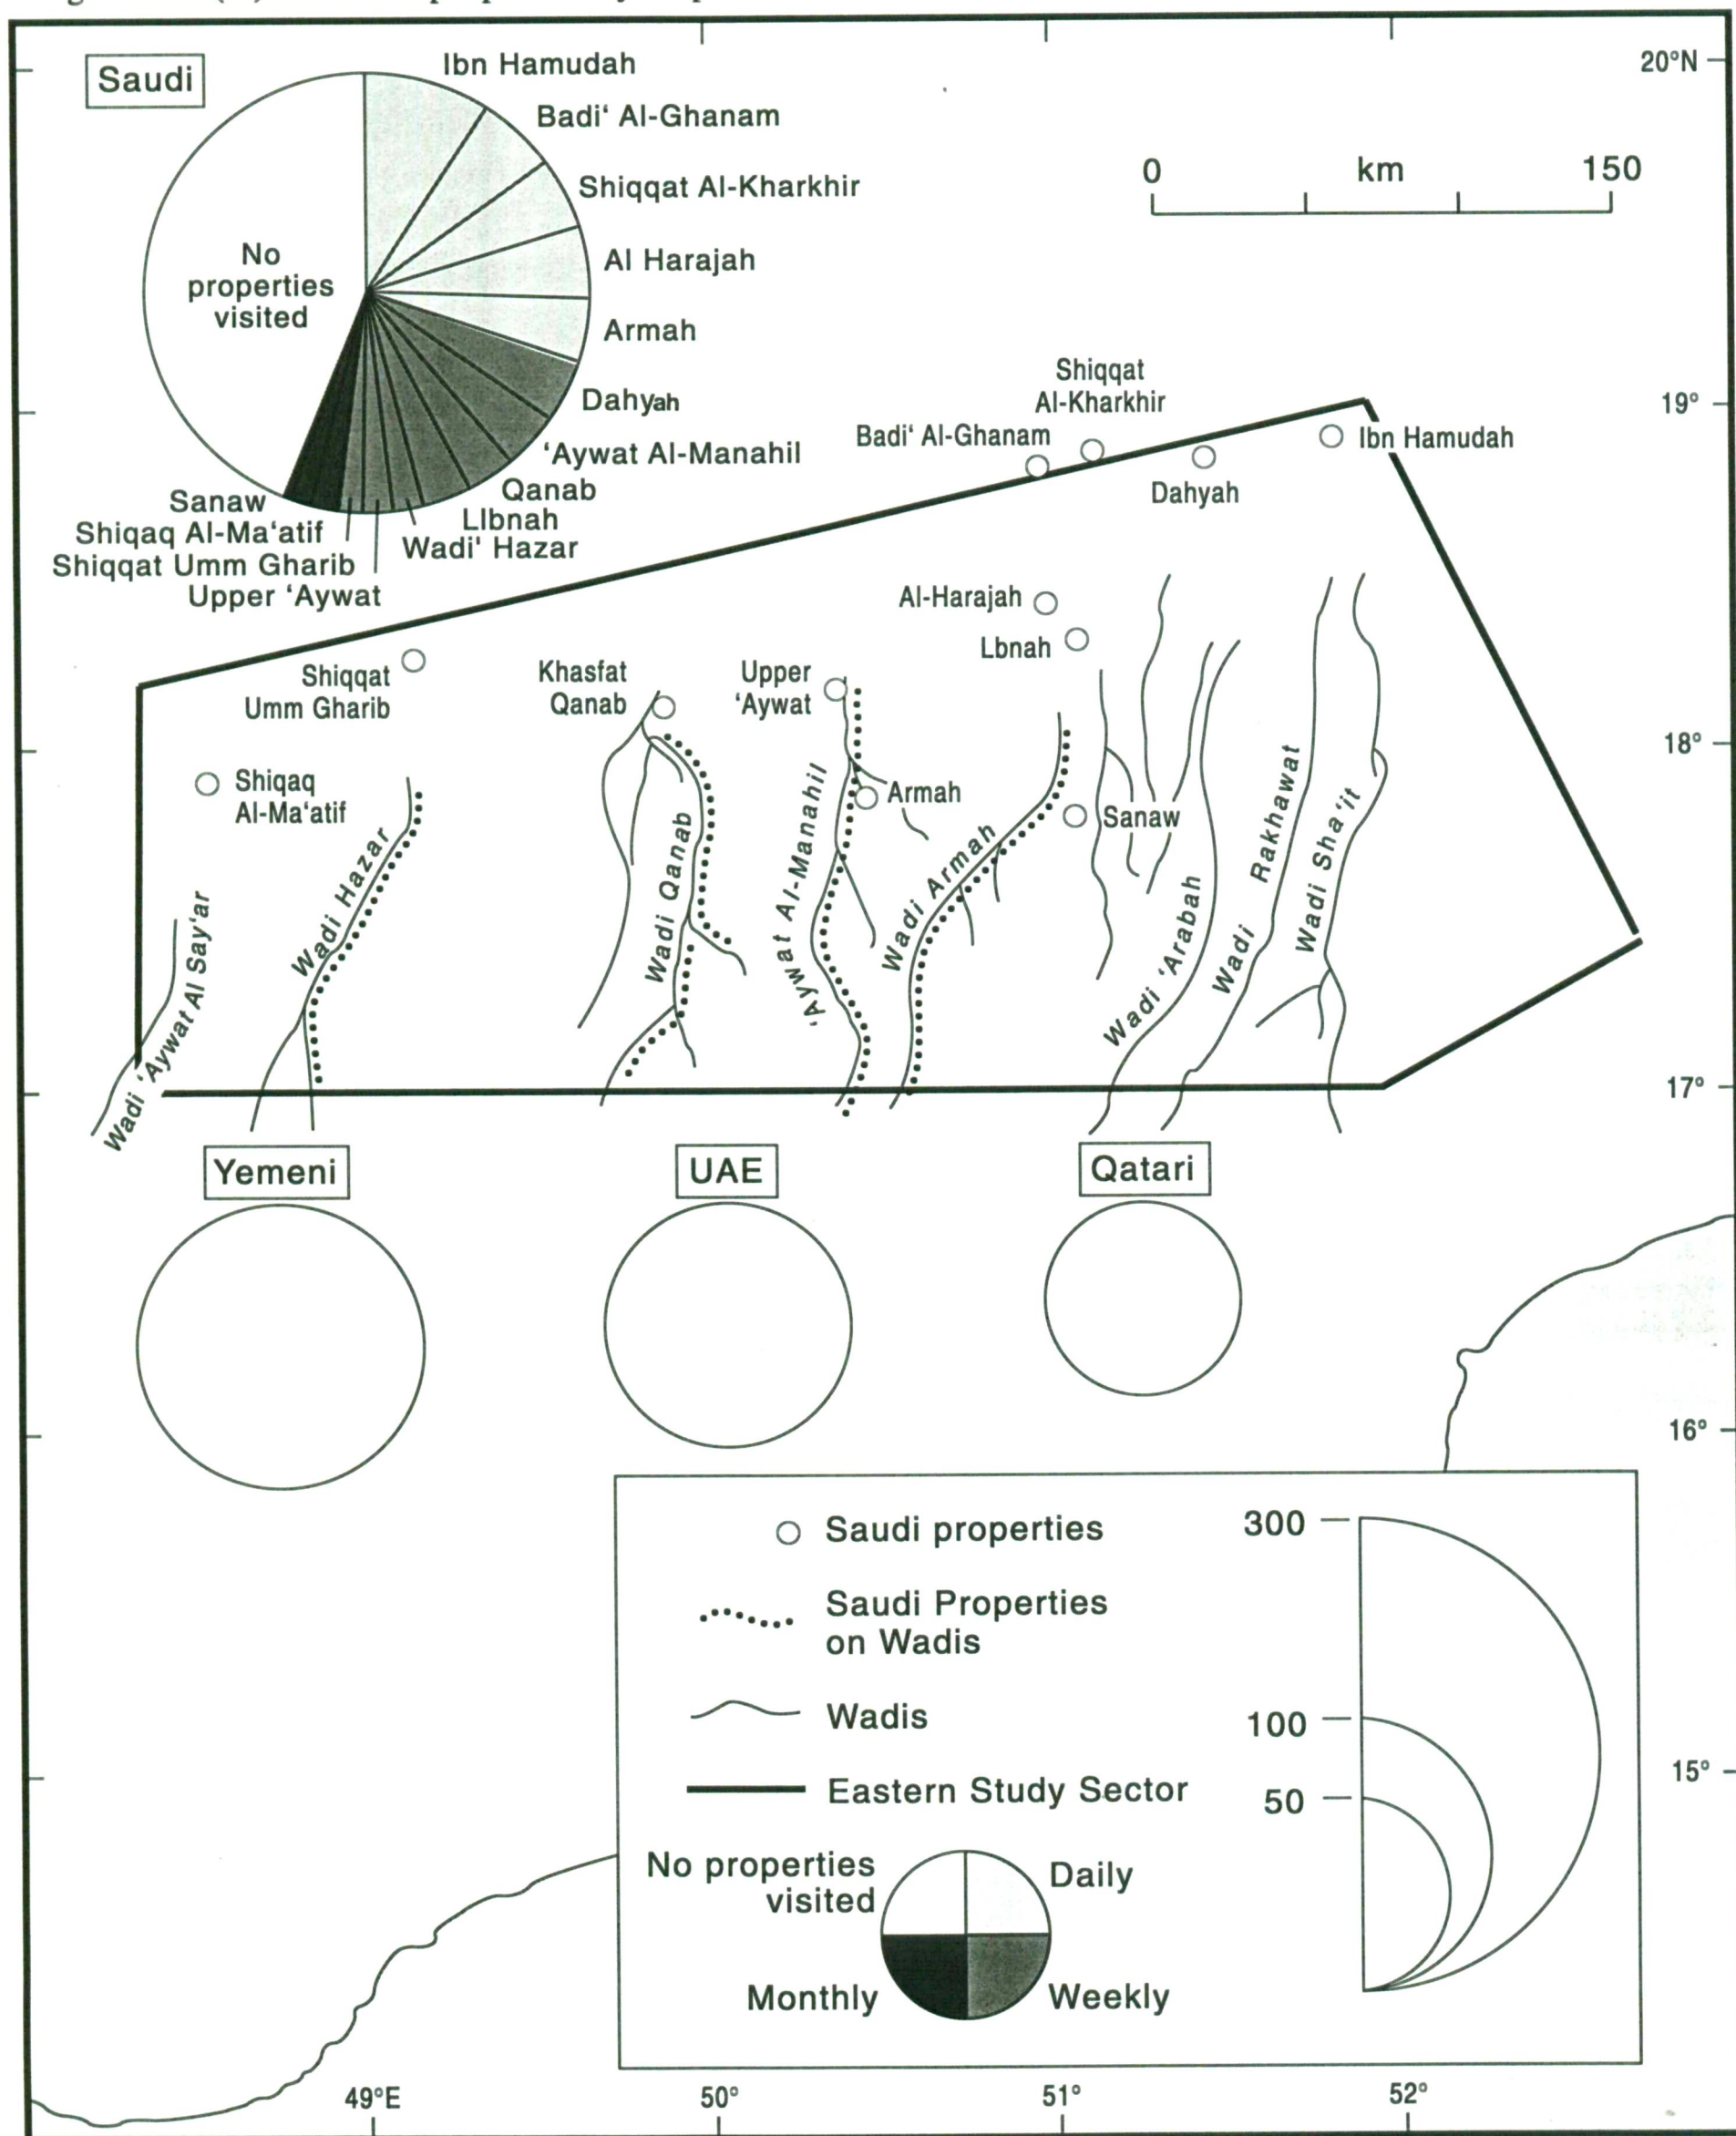 Saudi
Ibn Hamudah
Badi‘ Al-Ghanam
Shiqqat Al-Kharkhir
Al Harajah
Armah
Dahyah
‘Aywat Al-Manahil
Qanab
LIbnah
Wadi' Hazar
Sanaw
Shiqaq Al-Ma‘atif
Shiqqat Umm Gharib
Upper ‘Aywat
No
properties
visited
20°N
0 km 150
Shiqqat
Al-Kharkhir
19°
Badi‘ Al-Ghanam
Ibn Hamudah
Dahyah
Al-Harajah
Lbnah
Shiqqat
Umm Gharib
Khasfat
Qanab
Upper
‘Aywat
18°
Shiqaq
Al-Ma‘atif
Armah
Sanaw
Wadi ‘Aywat Al Say‘ar
Wadi Hazar
Wadi Qanab
‘Aywat Al-Manahil
Wadi Armah
Wadi ‘Arabah
Wadi Rakhawat
Wadi Sha‘it
17°
Yemeni
UAE
Qatari
16°
Saudi properties
Saudi Properties
on Wadis
Wadis
Eastern Study Sector
300
100
50
15°
No properties
visited
Daily
Monthly
Weekly
49°E
50°
51°
52°